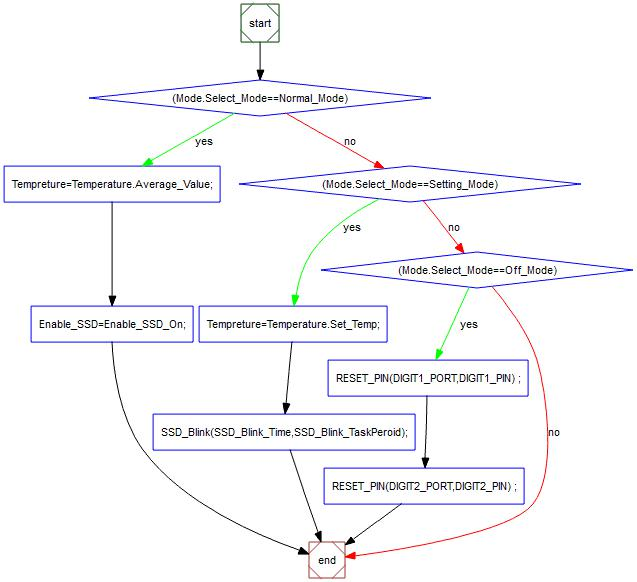 start
(Mode.Select_Mode==Normal_Mode)
yes
no
Tempreture=Temperature.Average_Value;
(Mode.Select_Mode==Setting_Mode)
yes
no
(Mode.Select_Mode==Off_Mode)
Enable_SSD=Enable_SSD_On;
Tempreture=Temperature.Set_Temp;
yes
RESET_PIN(DIGIT1_PORT,DIGIT1_PIN) ;
SSD_Blink(SSD_Blink_Time,SSD_Blink_TaskPeroid);
no
RESET_PIN(DIGIT2_PORT,DIGIT2_PIN) ;
end